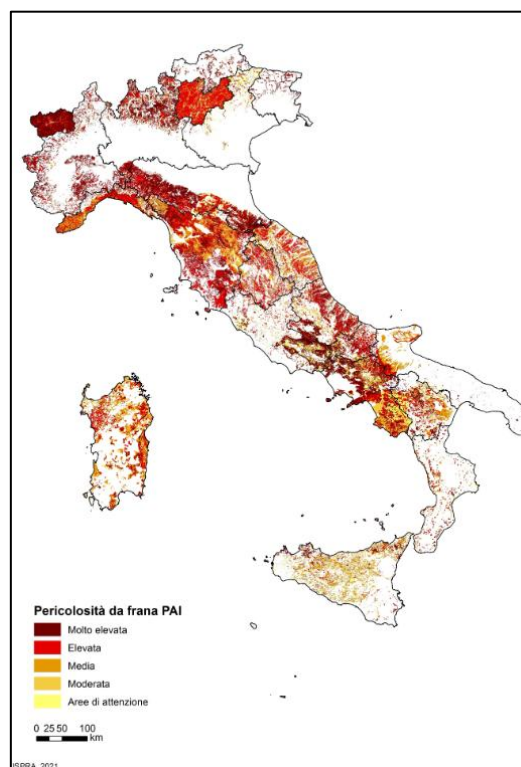 Pericolosità da frana PAI
Molto elevata
Elevata
Media
Moderata
Aree di attenzione
0 25 50 100
km
ISPRA, 2021